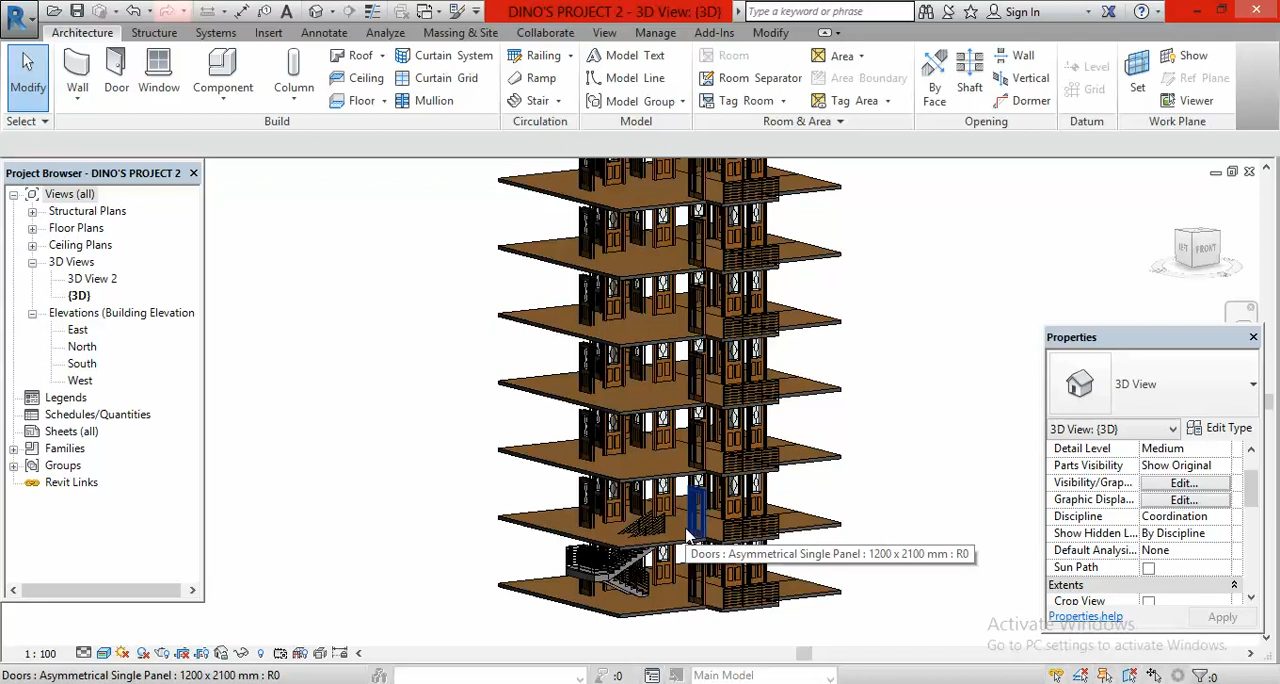 DINO'S PROJECT 2 - 3D View: {3D}
Type a keyword or phrase
Sign In
Architecture Structure Systems Insert Annotate Analyze Massing & Site Collaborate View Manage Add-Ins Modify
Modify
Wall
Door
Window
Component
Column
Roof
Ceiling
Floor
Curtain System
Curtain Grid
Mullion
Railing
Ramp
Stair
Model Text
Model Line
Model Group
Room
Room Separator
Tag Room
Area
Area Boundary
Tag Area
By
Face
Shaft
Wall
Vertical
Dormer
Level
Grid
Set
Show
Ref Plane
Viewer
Select Build Circulation Model Room & Area Opening Datum Work Plane
Project Browser - DINO'S PROJECT 2
Views (all)
Structural Plans
Floor Plans
Ceiling Plans
3D Views
3D View 2
{3D}
Elevations (Building Elevation
East
North
South
West
Legends
Schedules/Quantities
Sheets (all)
Families
Groups
Revit Links
LEFT FRONT
Doors : Asymmetrical Single Panel : 1200 x 2100 mm : R0
Properties
3D View
3D View: {3D} Edit Type
Detail Level Medium
Parts Visibility Show Original
Visibility/Grap... Edit...
Graphic Displa... Edit...
Discipline Coordination
Show Hidden L... By Discipline
Default Analysi... None
Sun Path
Extents
Crop View
Properties help Apply
Activate Windows
Go to PC settings to activate Windows.
1 : 100
Doors : Asymmetrical Single Panel : 1200 x 2100 mm : R0
:0
Main Model
:0